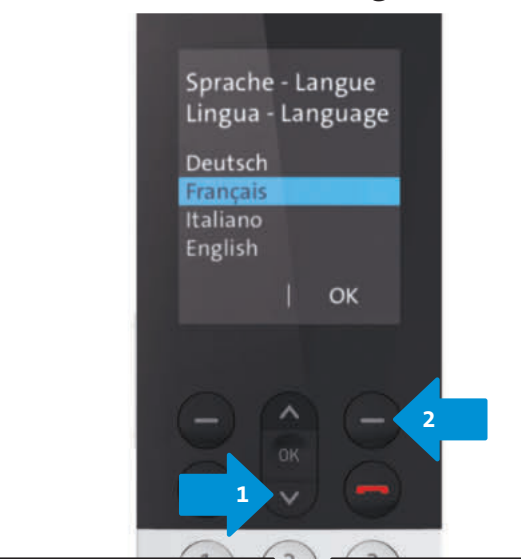 Sprache - Langue
Lingua - Language
Deutsch
Français
Italiano
English
| OK
2
OK
1